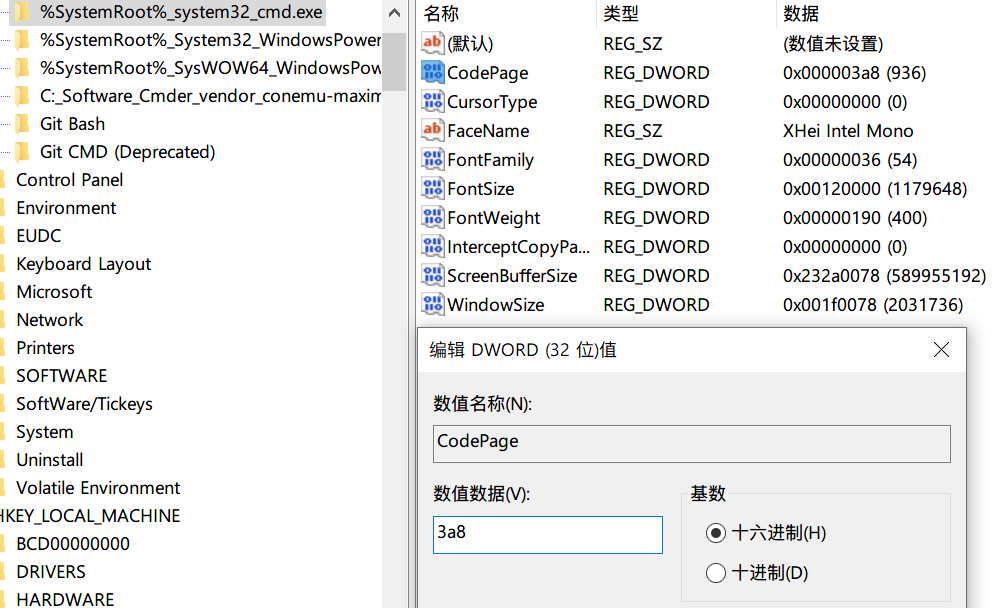 %SystemRoot%_system32_cmd.exe
%SystemRoot%_System32_WindowsPower
%SystemRoot%_SysWOW64_WindowsPow
C:_Software_Cmder_vendor_conemu-maxim
Git Bash
Git CMD (Deprecated)
Control Panel
Environment
EUDC
Keyboard Layout
Microsoft
Network
Printers
SOFTWARE
SoftWare/Tickeys
System
Uninstall
Volatile Environment
HKEY_LOCAL_MACHINE
BCD00000000
DRIVERS
HARDWARE
名称 类型 数据
ab (默认) REG_SZ (数值未设置)
CodePage REG_DWORD 0x000003a8 (936)
CursorType REG_DWORD 0x00000000 (0)
ab FaceName REG_SZ XHei Intel Mono
FontFamily REG_DWORD 0x00000036 (54)
FontSize REG_DWORD 0x00120000 (1179648)
FontWeight REG_DWORD 0x00000190 (400)
InterceptCopyPa... REG_DWORD 0x00000000 (0)
ScreenBufferSize REG_DWORD 0x232a0078 (589955192)
WindowSize REG_DWORD 0x001f0078 (2031736)
编辑 DWORD (32 位)值
数值名称(N):
CodePage
数值数据(V):
3a8
基数
十六进制(H)
十进制(D)